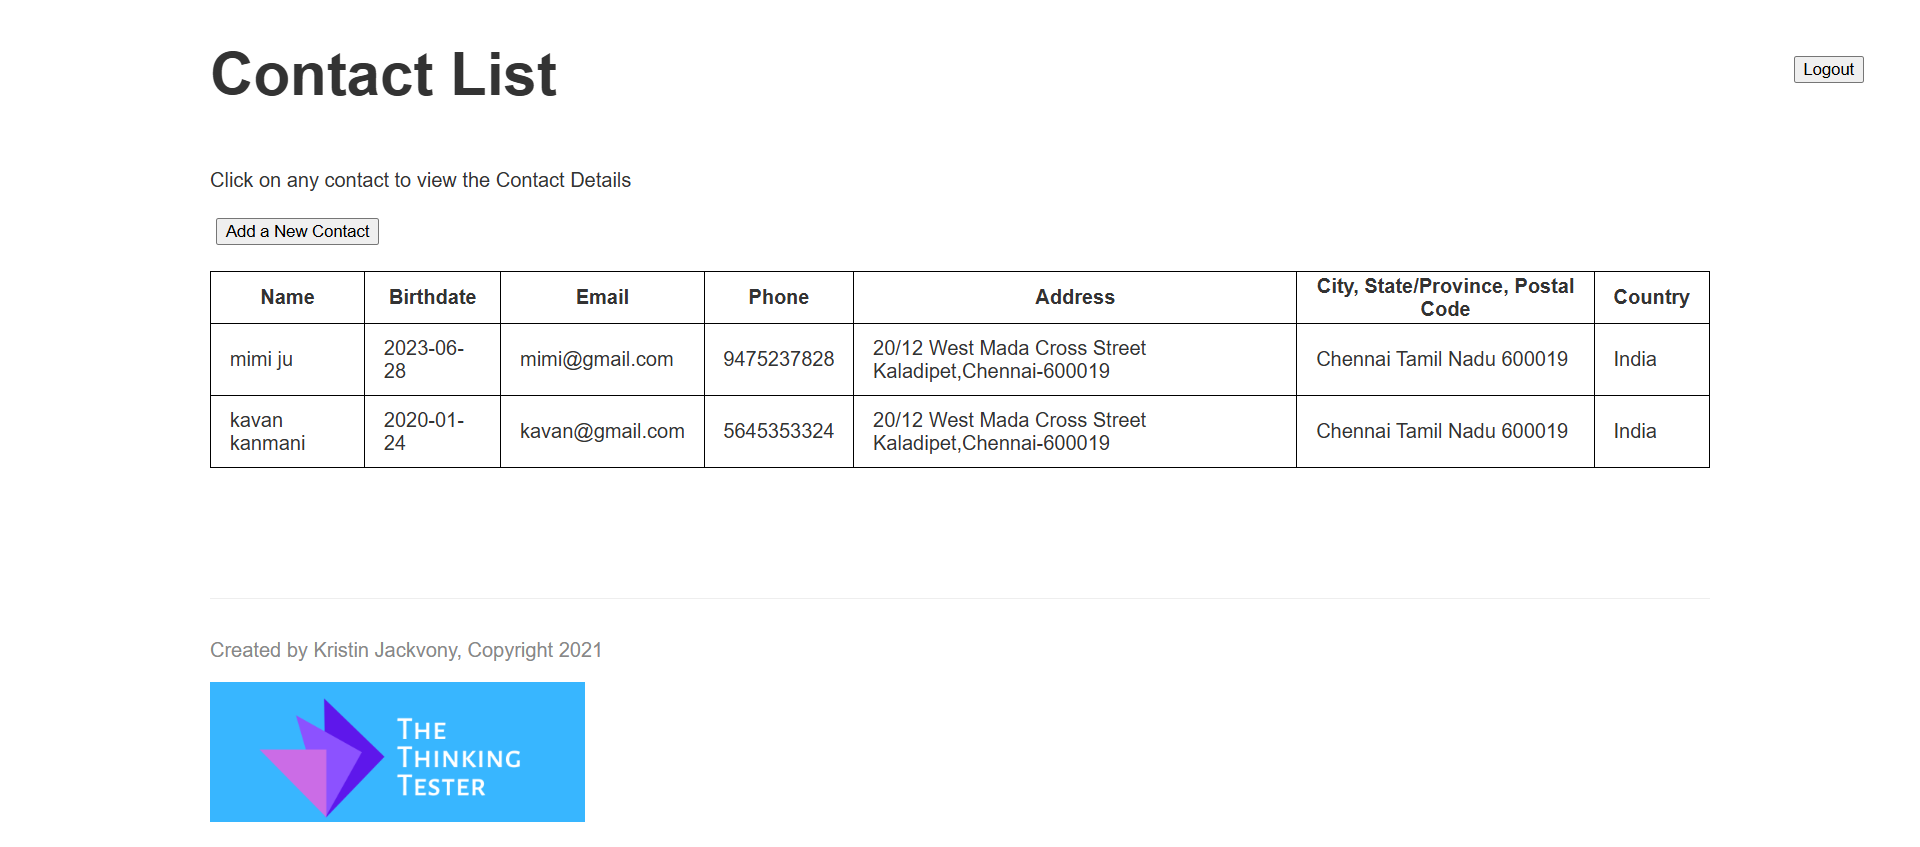 Contact List
Logout
Click on any contact to view the Contact Details
Add a New Contact
Name Birthdate Email Phone Address City, State/Province, Postal Code Country
mimi ju 2023-06-28 mimi@gmail.com 9475237828 20/12 West Mada Cross Street Kaladipet,Chennai-600019 Chennai Tamil Nadu 600019 India
kavan kanmani 2020-01-24 kavan@gmail.com 5645353324 20/12 West Mada Cross Street Kaladipet,Chennai-600019 Chennai Tamil Nadu 600019 India
Created by Kristin Jackvony, Copyright 2021
THE
THINKING
TESTER